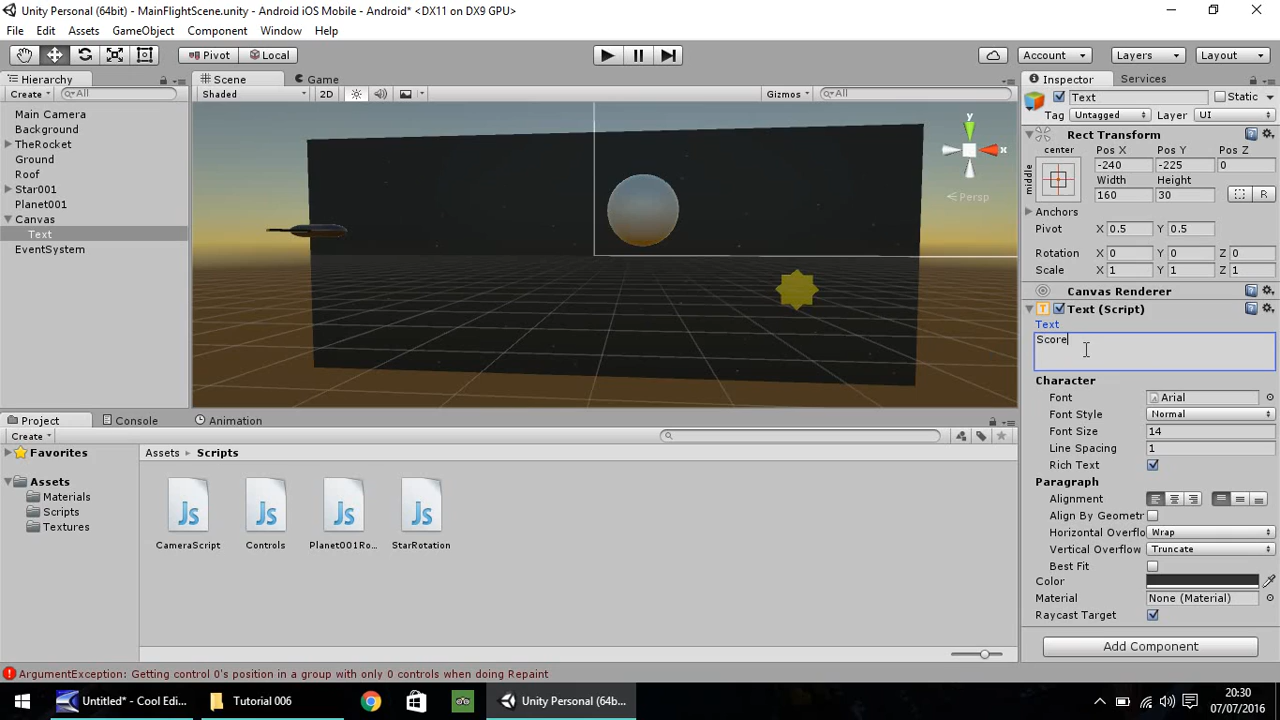 Unity Personal (64bit) - MainFlightScene.unity - Android iOS Mobile - Android* <DX11 on DX9 GPU>
File Edit Assets GameObject Component Window Help
Pivot Local Account Layers Layout
Hierarchy
Create All
Main Camera
Background
TheRocket
Ground
Roof
Star001
Planet001
Canvas
Text
EventSystem
Scene Game
Shaded 2D Gizmos All
y
x
Persp
Project Console Animation
Create
Favorites
Assets
Materials
Scripts
Textures
Assets Scripts
Js Js Js Js
CameraScript Controls Planet001Ro... StarRotation
Inspector Services
Text Static
Tag Untagged Layer UI
Rect Transform
center
middle
Pos X Pos Y Pos Z
-240 -225 0
Width Height
160 30
R
Anchors
Pivot X 0.5 Y 0.5
Rotation X 0 Y 0 Z 0
Scale X 1 Y 1 Z 1
Canvas Renderer
T Text (Script)
Text
Score
Character
Font Arial
Font Style Normal
Font Size 14
Line Spacing 1
Rich Text
Paragraph
Alignment
Align By Geometr
Horizontal Overflo Wrap
Vertical Overflow Truncate
Best Fit
Color
Material None (Material)
Raycast Target
Add Component
ArgumentException: Getting control 0's position in a group with only 0 controls when doing Repaint
Untitled* - Cool Edi... Tutorial 006 Unity Personal (64b...
20:30
07/07/2016